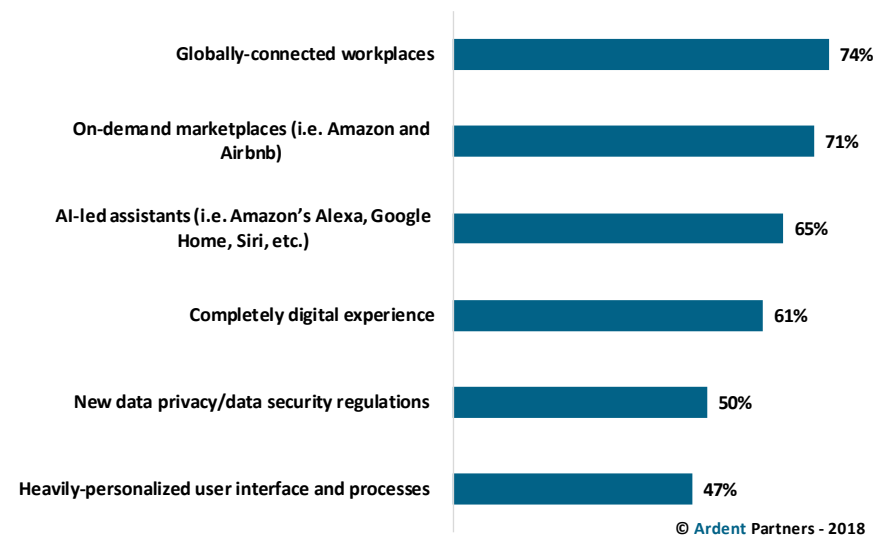 Globally-connected workplaces 74%
On-demand marketplaces (i.e. Amazon and
Airbnb) 71%
AI-led assistants (i.e. Amazon's Alexa, Google
Home, Siri, etc.) 65%
Completely digital experience 61%
New data privacy/data security regulations 50%
Heavily-personalized user interface and processes 47%
© Ardent Partners - 2018